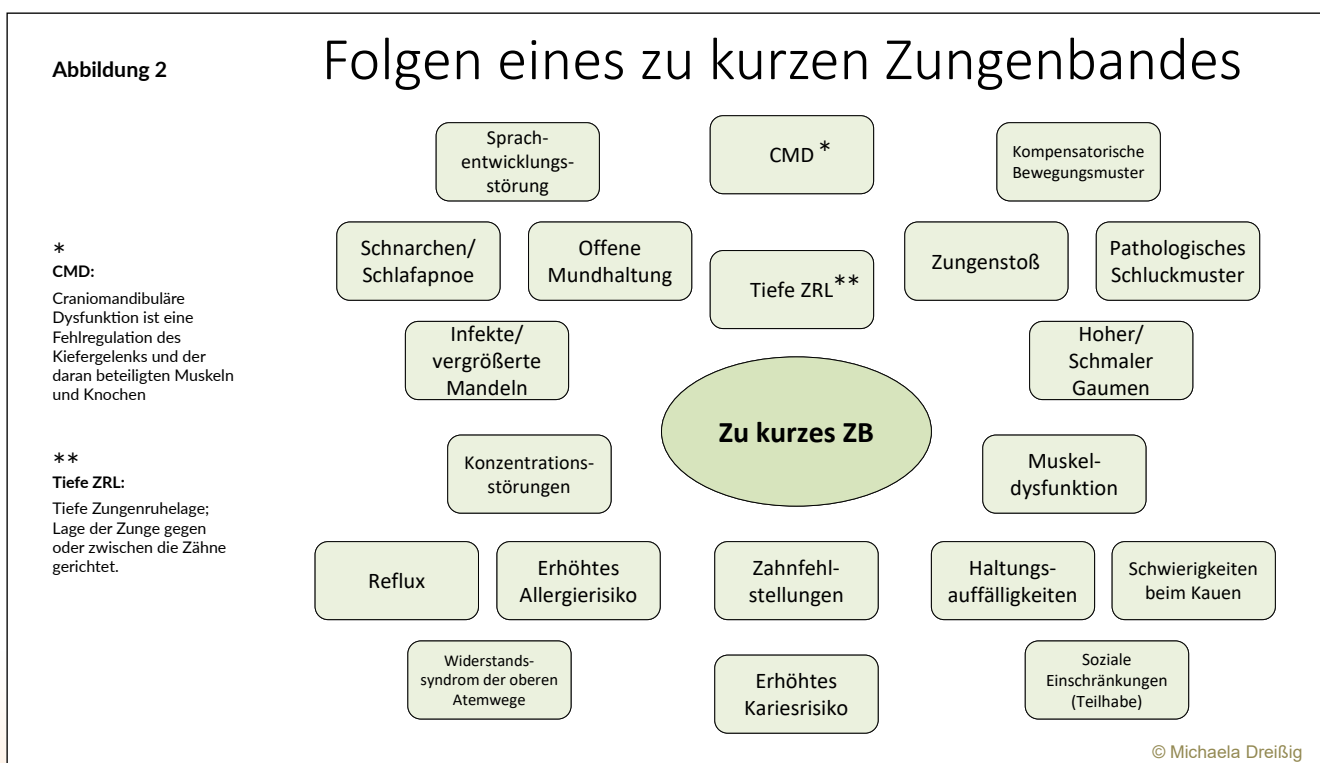 Abbildung 2
Folgen eines zu kurzen Zungenbandes
*
CMD:
Craniomandibuläre
Dysfunktion ist eine
Fehlregulation des
Kiefergelenks und der
daran beteiligten Muskeln
und Knochen
**
Tiefe ZRL:
Tiefe Zungenruhelage;
Lage der Zunge gegen
oder zwischen die Zähne
gerichtet.
Sprach-
entwicklungs-
störung
CMD *
Kompensatorische
Bewegungsmuster
Schnarchen/
Schlafapnoe
Offene
Mundhaltung
Tiefe ZRL**
Zungenstoß
Pathologisches
Schluckmuster
Infekte/
vergrößerte
Mandeln
Hoher/
Schmaler
Gaumen
Zu kurzes ZB
Konzentrations-
störungen
Muskel-
dysfunktion
Reflux
Erhöhtes
Allergierisiko
Zahnfehl-
stellungen
Haltungs-
auffälligkeiten
Schwierigkeiten
beim Kauen
Widerstands-
syndrom der oberen
Atemwege
Erhöhtes
Kariesrisiko
Soziale
Einschränkungen
(Teilhabe)
© Michaela Dreißig